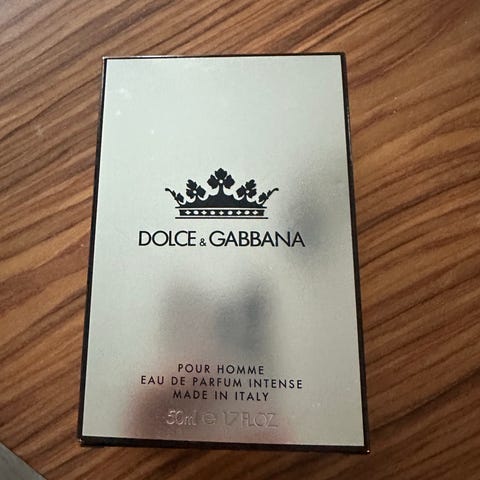 DOLCE & GABBANA
POUR HOMME
EAU DE PARFUM INTENSE
MADE IN ITALY
50ml ℮ 1.7 FL.OZ.